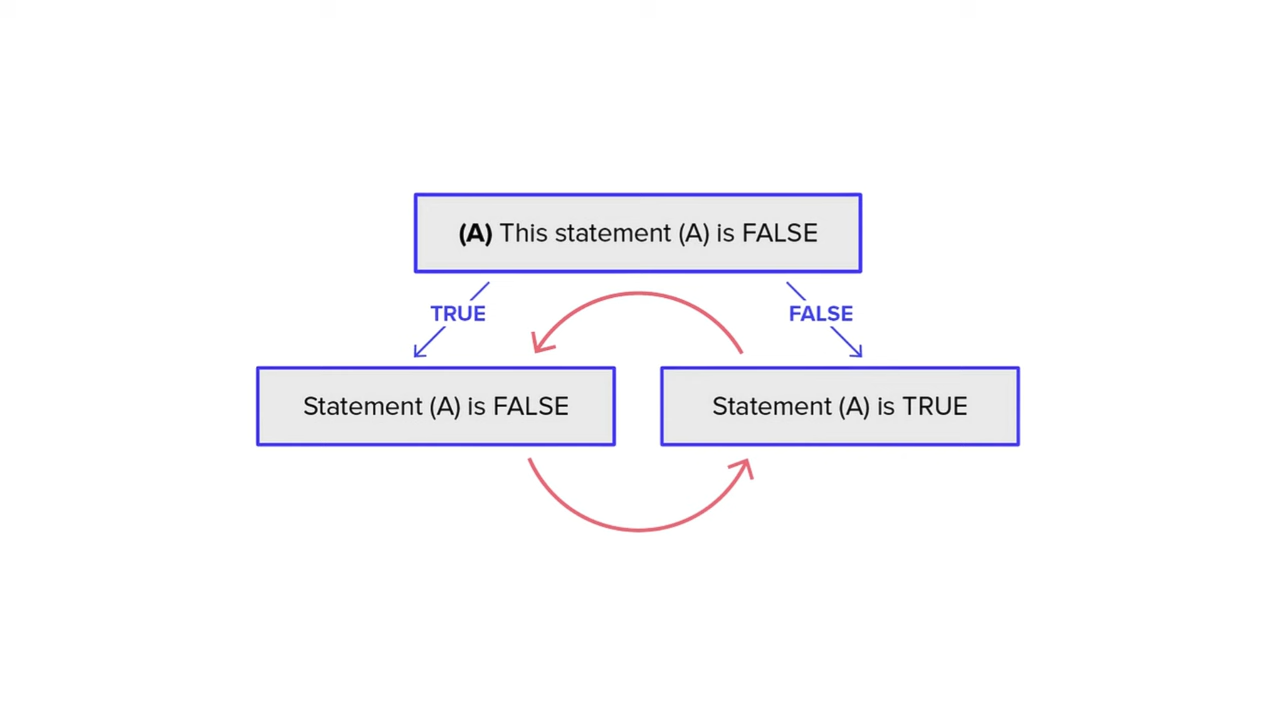 (A) This statement (A) is FALSE
TRUE
FALSE
Statement (A) is FALSE
Statement (A) is TRUE